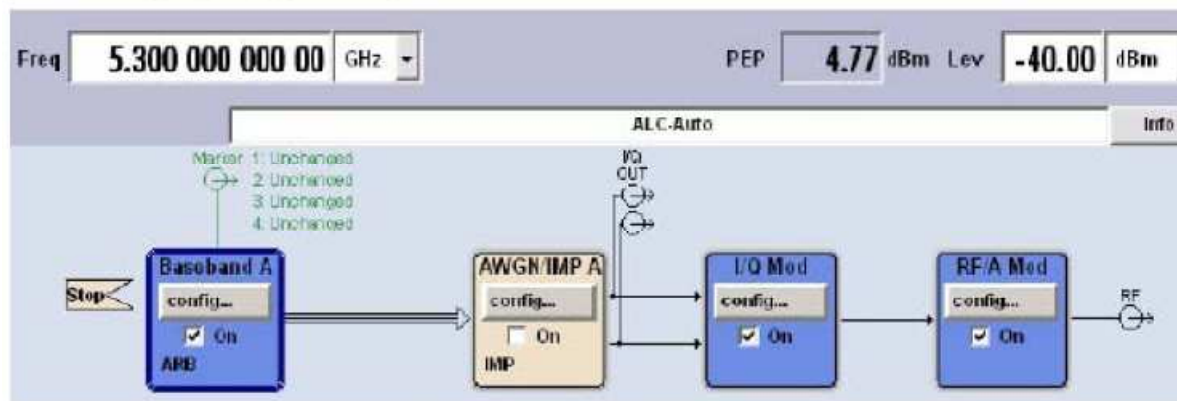 Freq 5.300 000 000 00 GHz PEP 4.77 dBm Lev -40.00 dBm
ALC-Auto Info
Marker 1: Unchanged
2: Unchanged
3: Unchanged
4: Unchanged
I/Q
OUT
Baseband A AWGN/IMP A I/Q Mod RF/A Mod
Stop config... config... config... config... RF
On On On On
ARB IMP